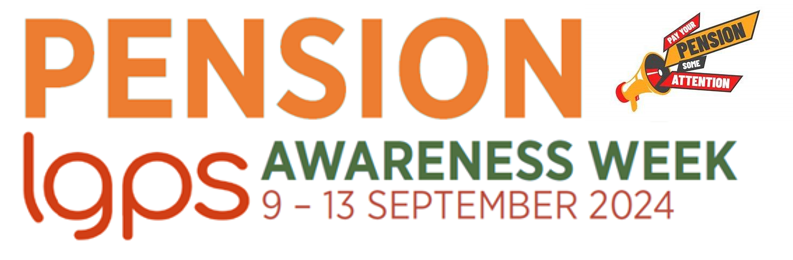 PENSION
PAY YOUR
PENSION
SOME
ATTENTION
lgps
AWARENESS WEEK
9 – 13 SEPTEMBER 2024